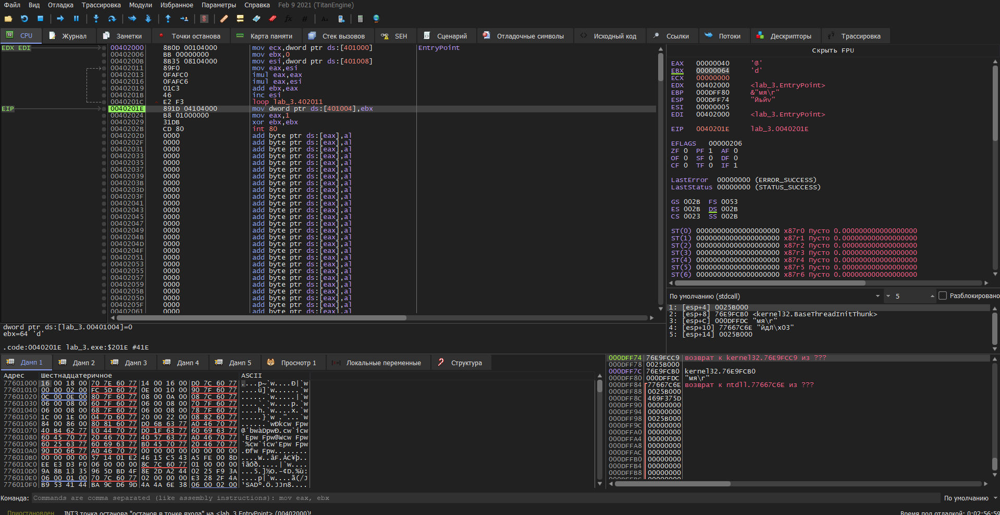 Файл Вид Отладка Трассировка Модули Избранное Параметры Справка Feb 9 2021 (TitanEngine)
CPU Журнал Заметки Точки останова Карта памяти Стек вызовов SEH Сценарий Отладочные символы Исходный код Ссылки Потоки Дескрипторы Трассировка
EDX EDI
EIP
00402000 8B0D 00104000 mov ecx,dword ptr ds:[401000] EntryPoint
00402006 BB 00000000 mov ebx,0
0040200B 8B35 08104000 mov esi,dword ptr ds:[401008]
00402011 89F0 mov eax,esi
00402013 0FAFC0 imul eax,eax
00402016 0FAFC6 imul eax,esi
00402019 01C3 add ebx,eax
0040201B 46 inc esi
0040201C E2 F3 loop lab_3.402011
0040201E 891D 04104000 mov dword ptr ds:[401004],ebx
00402024 B8 01000000 mov eax,1
00402029 31DB xor ebx,ebx
0040202B CD 80 int 80
0040202D 0000 add byte ptr ds:[eax],al
0040202F 0000 add byte ptr ds:[eax],al
00402031 0000 add byte ptr ds:[eax],al
00402033 0000 add byte ptr ds:[eax],al
00402035 0000 add byte ptr ds:[eax],al
00402037 0000 add byte ptr ds:[eax],al
00402039 0000 add byte ptr ds:[eax],al
0040203B 0000 add byte ptr ds:[eax],al
0040203D 0000 add byte ptr ds:[eax],al
0040203F 0000 add byte ptr ds:[eax],al
00402041 0000 add byte ptr ds:[eax],al
00402043 0000 add byte ptr ds:[eax],al
00402045 0000 add byte ptr ds:[eax],al
00402047 0000 add byte ptr ds:[eax],al
00402049 0000 add byte ptr ds:[eax],al
0040204B 0000 add byte ptr ds:[eax],al
0040204D 0000 add byte ptr ds:[eax],al
0040204F 0000 add byte ptr ds:[eax],al
00402051 0000 add byte ptr ds:[eax],al
00402053 0000 add byte ptr ds:[eax],al
00402055 0000 add byte ptr ds:[eax],al
00402057 0000 add byte ptr ds:[eax],al
00402059 0000 add byte ptr ds:[eax],al
0040205B 0000 add byte ptr ds:[eax],al
0040205D 0000 add byte ptr ds:[eax],al
0040205F 0000 add byte ptr ds:[eax],al
00402061 0000 add byte ptr ds:[eax],al
dword ptr ds:[lab_3.00401004]=0
ebx=64 'd'
.code:0040201E lab_3.exe:$201E #41E
Скрыть FPU
EAX 00000040 '@'
EBX 00000064 'd'
ECX 00000000
EDX 00402000 <lab_3.EntryPoint>
EBP 000DFF80 &"мя\r"
ESP 000DFF74 "Йьйv"
ESI 00000005
EDI 00402000 <lab_3.EntryPoint>
EIP 0040201E lab_3.0040201E
EFLAGS 00000206
ZF 0 PF 1 AF 0
OF 0 SF 0 DF 0
CF 0 TF 0 IF 1
LastError 00000000 (ERROR_SUCCESS)
LastStatus 00000000 (STATUS_SUCCESS)
GS 002B FS 0053
ES 002B DS 002B
CS 0023 SS 002B
ST(0) 00000000000000000000 x87r0 Пусто 0.000000000000000000
ST(1) 00000000000000000000 x87r1 Пусто 0.000000000000000000
ST(2) 00000000000000000000 x87r2 Пусто 0.000000000000000000
ST(3) 00000000000000000000 x87r3 Пусто 0.000000000000000000
ST(4) 00000000000000000000 x87r4 Пусто 0.000000000000000000
ST(5) 00000000000000000000 x87r5 Пусто 0.000000000000000000
ST(6) 00000000000000000000 x87r6 Пусто 0.000000000000000000
По умолчанию (stdcall) 5 Разблокировано
1: [esp+4] 0025B000
2: [esp+8] 76E9FCB0 <kernel32.BaseThreadInitThunk>
3: [esp+C] 000DFFDC "мя\r"
4: [esp+10] 77667C6E "йдЛ\x03"
5: [esp+14] 0025B000
Дамп 1 Дамп 2 Дамп 3 Дамп 4 Дамп 5 Просмотр 1 Локальные переменные Структура
Адрес Шестнадцатеричное ASCII
77601000 16 00 18 00 70 7E 60 77 14 00 16 00 D0 7C 60 77 ....p~`w....Ð|`w
77601010 00 00 02 00 FC 5D 60 77 0E 00 10 00 90 7F 60 77 ....ü]`w......`w
77601020 0C 00 0E 00 80 7F 60 77 08 00 0A 00 08 7C 60 77 ......`w.....|`w
77601030 06 00 08 00 60 7F 60 77 06 00 08 00 70 7F 60 77 ....`.`w....p.`w
77601040 06 00 08 00 68 7F 60 77 06 00 08 00 78 7F 60 77 ....h.`w....x.`w
77601050 1C 00 1E 00 04 7D 60 77 20 00 22 00 08 82 60 77 .....}`w ."...`w
77601060 84 00 86 00 80 81 60 77 D0 6B 63 77 A0 46 70 77 ......`wÐkcw Fpw
77601070 40 B4 62 77 E0 44 70 77 D0 1F 63 77 60 69 63 77 @´bwàDpwÐ.cw`icw
77601080 60 45 70 77 20 46 70 77 40 57 63 77 A0 46 70 77 `Epw Fpw@Wcw Fpw
77601090 60 25 63 77 60 69 63 77 B0 45 70 77 20 46 70 77 `%cw`icw°Epw Fpw
776010A0 90 D0 66 77 A0 46 70 77 00 00 00 00 00 00 00 00 .Ðfw Fpw........
776010B0 00 00 00 00 57 14 01 E2 46 15 C5 43 A5 FE 00 8D ....W..âF.ÅC¥þ..
776010C0 EE E3 D3 F0 06 00 00 00 8C 7C 60 77 01 00 00 00 îãÓð.....|`w....
776010D0 9A 8B 13 35 96 5D BD 4F 8E 2D A2 44 02 25 F9 3A ...5.]½O.-¢D.%ù:
776010E0 06 00 01 00 70 7C 60 77 02 00 00 00 E3 28 2F 4A ....p|`w....ã(/J
776010F0 B9 53 41 44 BA 9C D6 9D 4A 4A 6E 38 06 00 02 00 ¹SADº.Ö.JJn8....
000DFF74 76E9FCC9 возврат к kernel32.76E9FCC9 из ???
000DFF78 0025B000
000DFF7C 76E9FCB0 kernel32.76E9FCB0
000DFF80 000DFFDC "мя\r"
000DFF84 77667C6E возврат к ntdll.77667C6E из ???
000DFF88 0025B000
000DFF8C 469F375D
000DFF90 00000000
000DFF94 00000000
000DFF98 0025B000
000DFF9C 00000000
000DFFA0 00000000
000DFFA4 00000000
000DFFA8 00000000
000DFFAC 00000000
000DFFB0 00000000
000DFFB4 00000000
000DFFB8 00000000
Команда: Commands are comma separated (like assembly instructions): mov eax, ebx По умолчанию
Приостановлен INT3 точка останова "останов в точке входа" на <lab_3.EntryPoint> (00402000)! Время под отладкой: 0:02:56:59